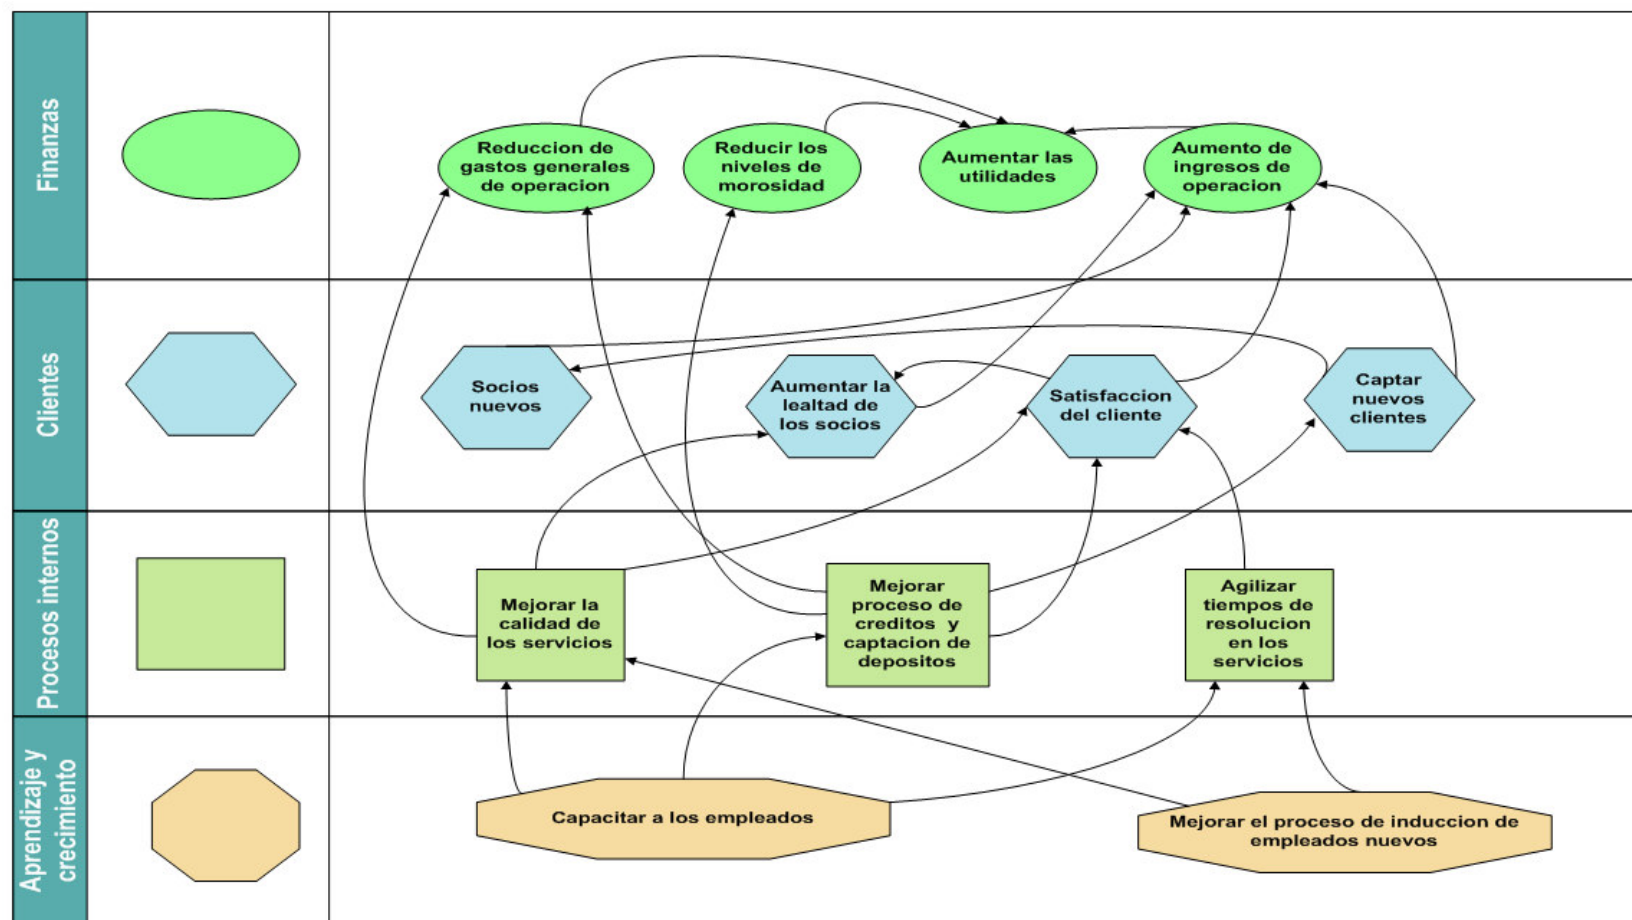 Finanzas
Reduccion de
gastos generales
de operacion
Reducir los
niveles de
morosidad
Aumentar las
utilidades
Aumento de
ingresos de
operacion
Clientes
Socios
nuevos
Aumentar la
lealtad de
los socios
Satisfaccion
del cliente
Captar
nuevos
clientes
Procesos internos
Mejorar la
calidad de
los servicios
Mejorar
proceso de
creditos y
captacion de
depositos
Agilizar
tiempos de
resolucion
en los
servicios
Aprendizaje y
crecimiento
Capacitar a los empleados
Mejorar el proceso de induccion de
empleados nuevos